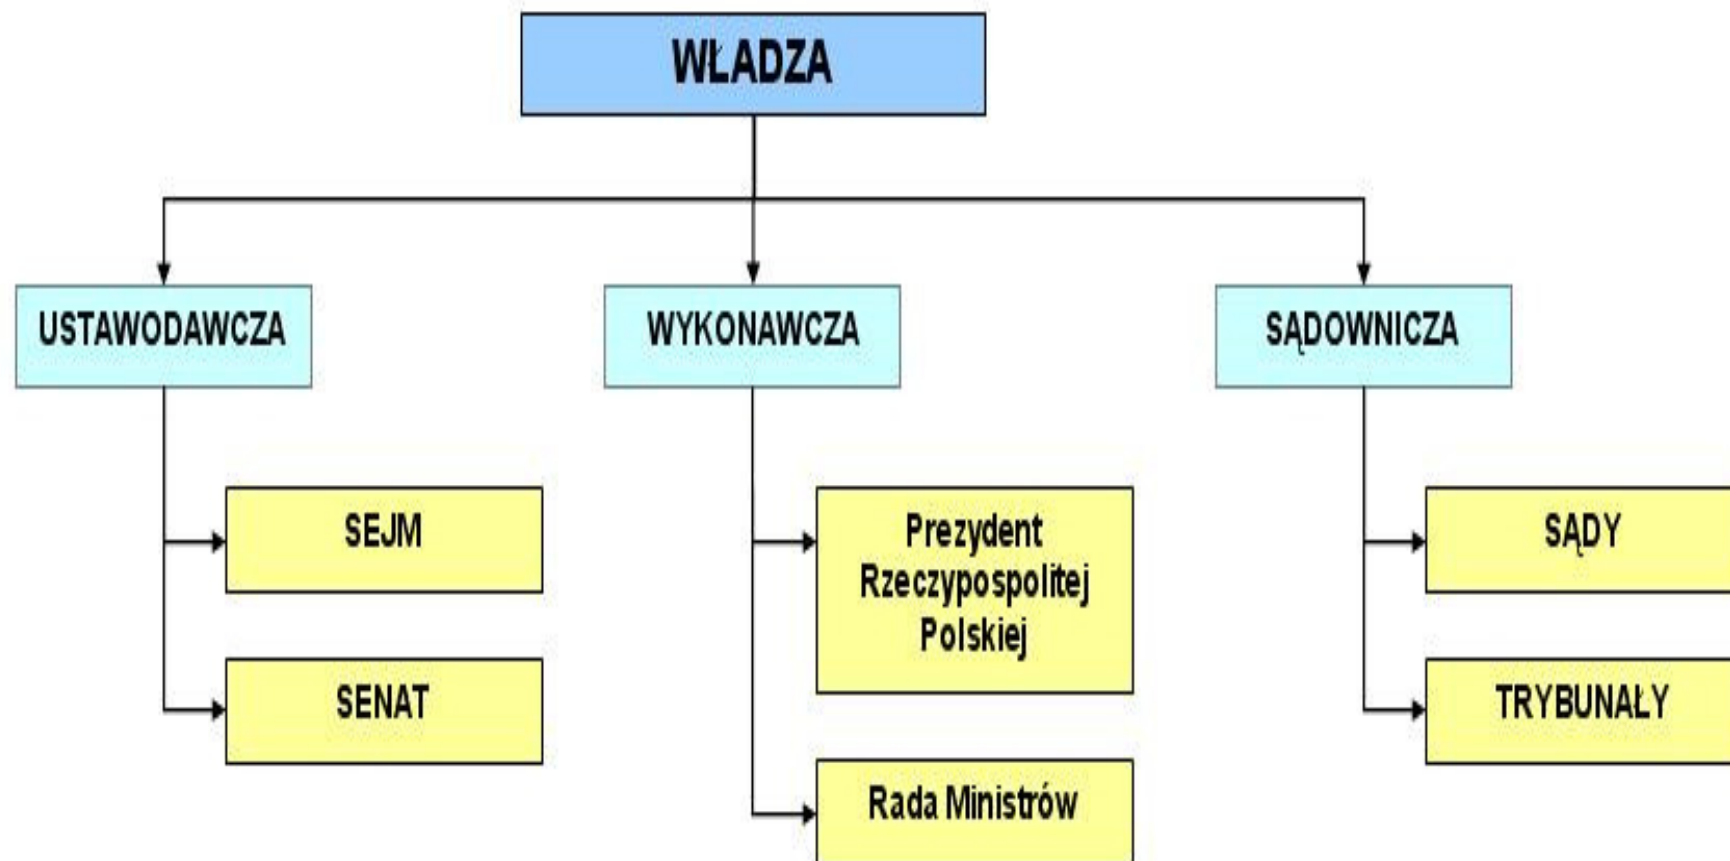 WŁADZA
USTAWODAWCZA
WYKONAWCZA
SĄDOWNICZA
SEJM
SENAT
Prezydent
Rzeczypospolitej
Polskiej
Rada Ministrów
SĄDY
TRYBUNAŁY